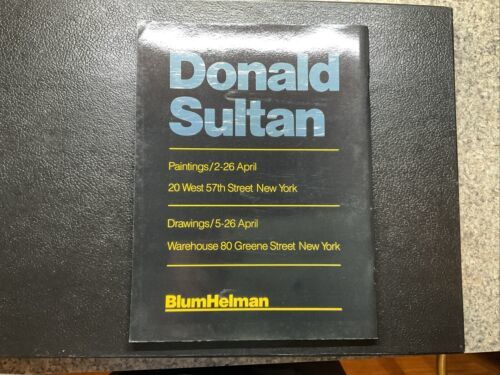 Donald
Sultan
Paintings/2-26 April
20 West 57th Street New York
Drawings/5-26 April
Warehouse 80 Greene Street New York
BlumHelman